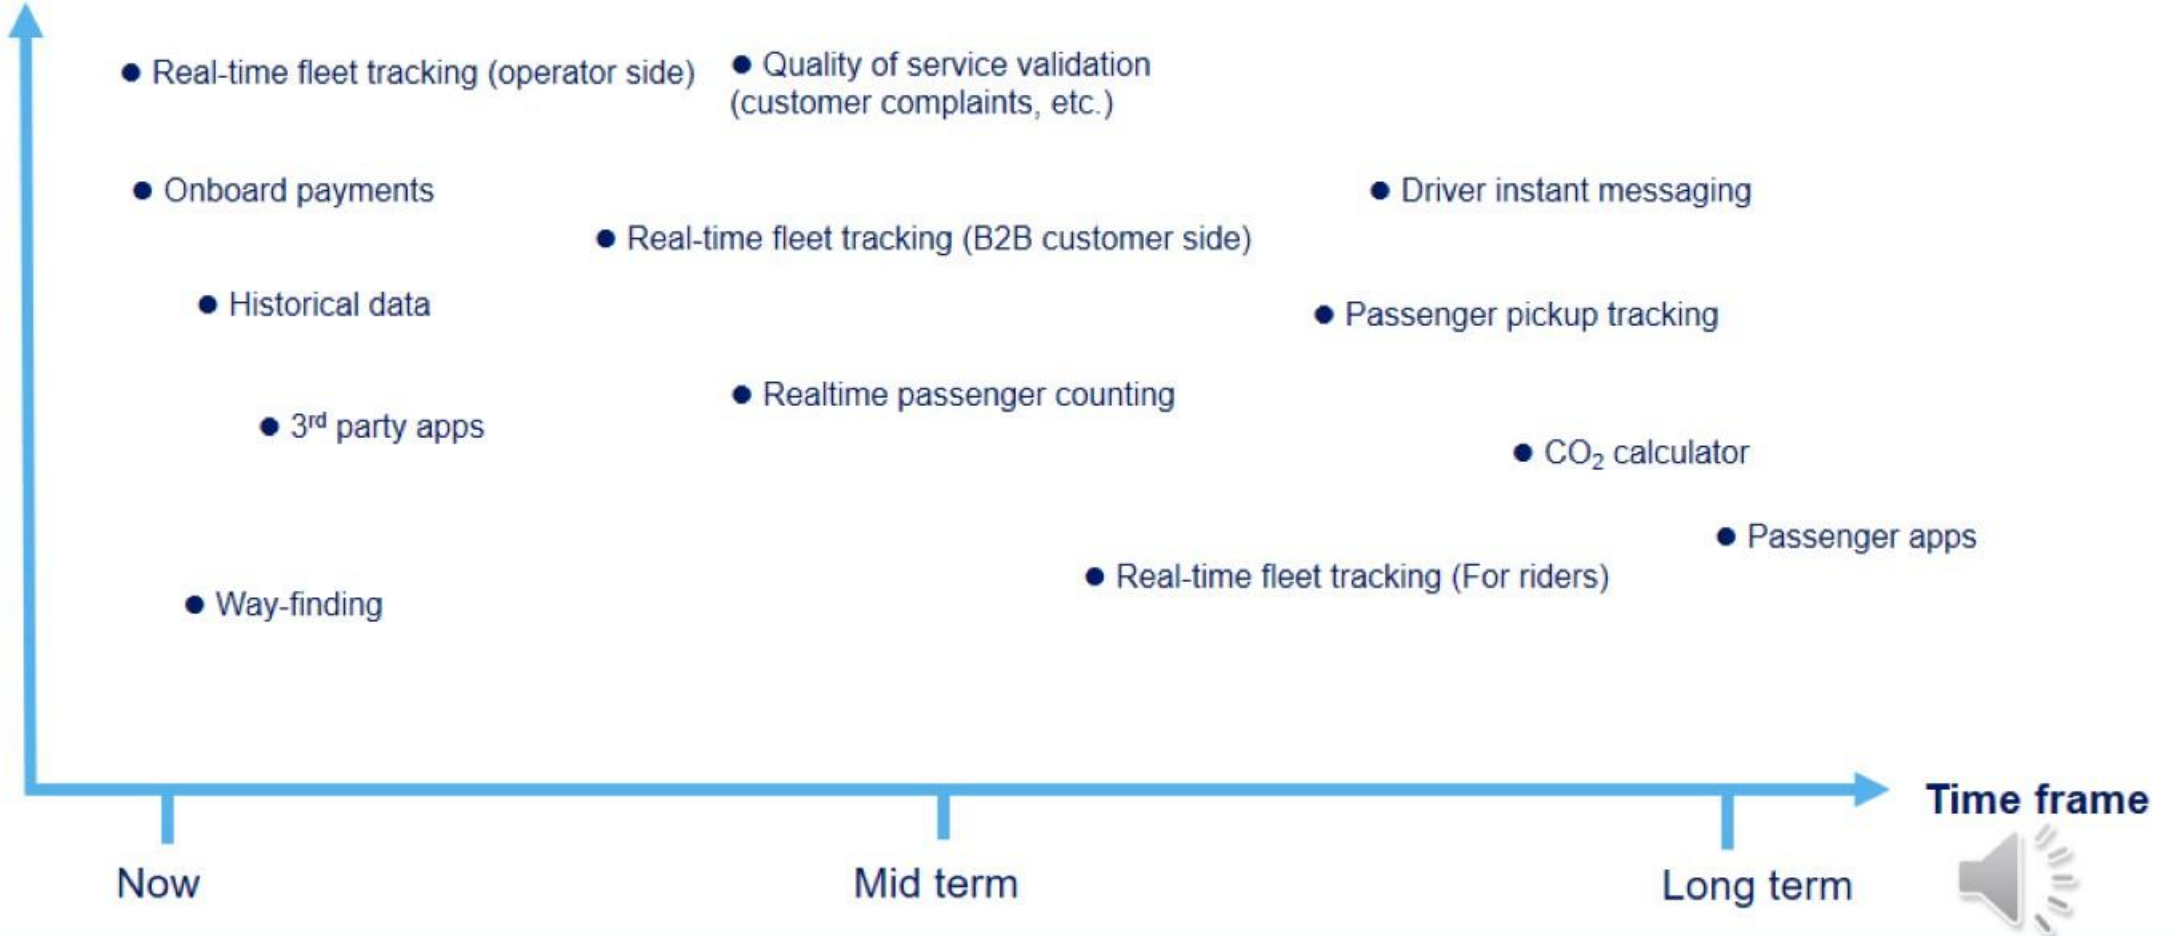 ● Real-time fleet tracking (operator side)
● Quality of service validation
(customer complaints, etc.)
● Onboard payments
● Driver instant messaging
● Real-time fleet tracking (B2B customer side)
● Historical data
● Passenger pickup tracking
● Realtime passenger counting
● 3rd party apps
● CO₂ calculator
● Passenger apps
● Real-time fleet tracking (For riders)
● Way-finding
Time frame
Now
Mid term
Long term